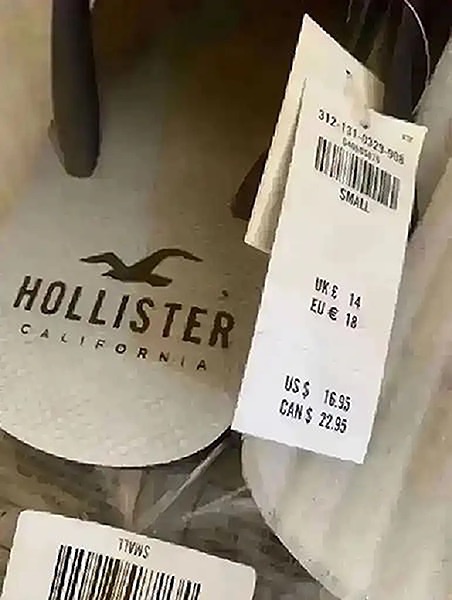 HOLLISTER
CALIFORNIA
312-131-0329-908
SMALL
UK £ 14
EU € 18
US $ 16.95
CAN $ 22.95
SMALL